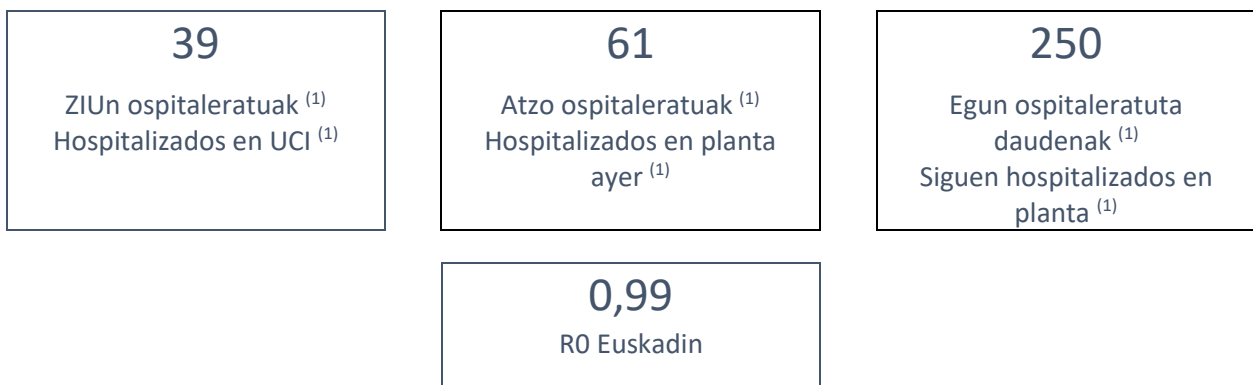 39
ZIUn ospitaleratuak (1)
Hospitalizados en UCI (1)
61
Atzo ospitaleratuak (1)
Hospitalizados en planta
ayer (1)
250
Egun ospitaleratuta
daudenak (1)
Siguen hospitalizados en
planta (1)
0,99
R0 Euskadin